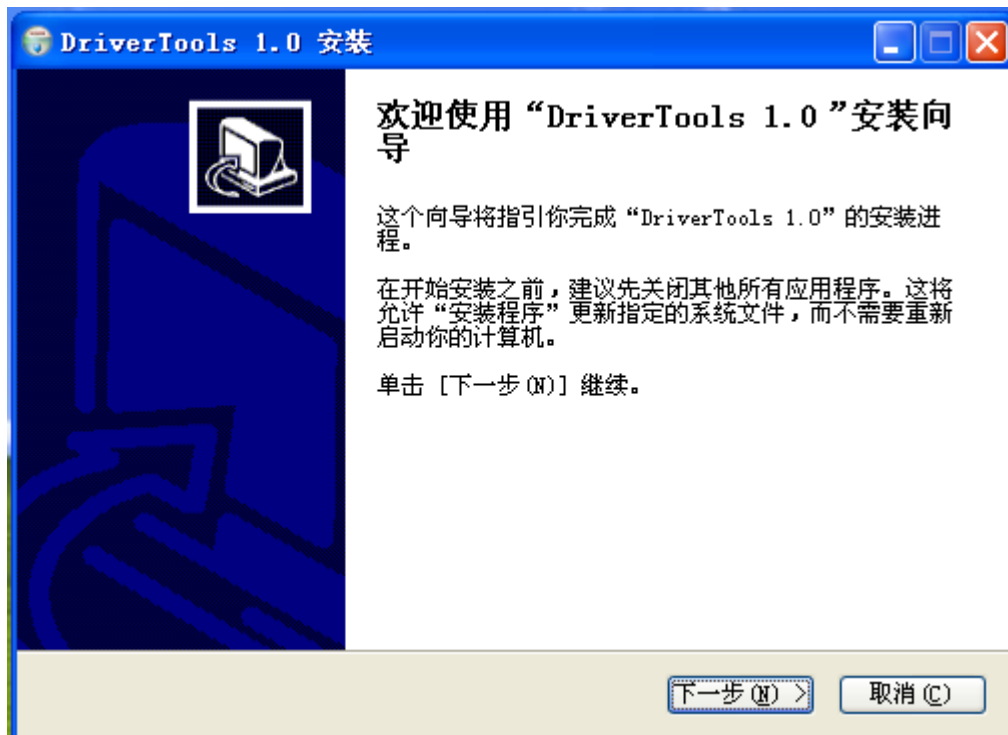 DriverTools 1.0 安装
欢迎使用“DriverTools 1.0”安装向
导
这个向导将指引你完成“DriverTools 1.0”的安装进
程。
在开始安装之前，建议先关闭其他所有应用程序。这将
允许“安装程序”更新指定的系统文件，而不需要重新
启动你的计算机。
单击 [下一步(N)] 继续。
下一步(N) >
取消(C)